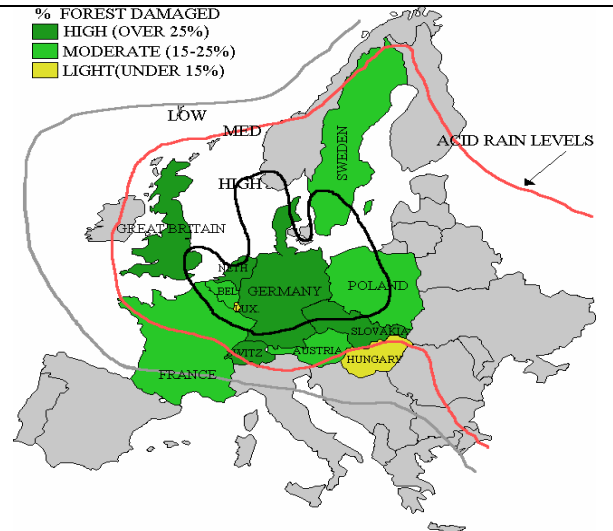 % FOREST DAMAGED
HIGH (OVER 25%)
MODERATE (15-25%)
LIGHT(UNDER 15%)
LOW
MED
ACID RAIN LEVELS
SWEDEN
HIGH
GREAT BRITAIN
NETH
BEL
GERMANY
POLAND
LUX.
SLOVAKIA
SWITZ
AUSTRIA
HUNGARY
FRANCE